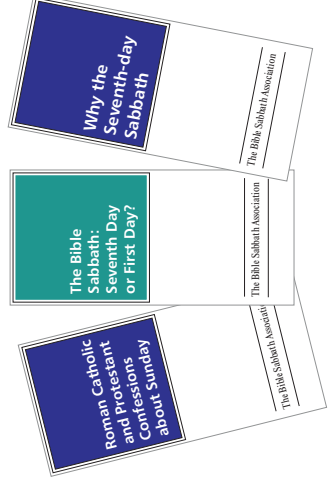 Why the
Seventh-day
Sabbath
The Bible Sabbath Association
The Bible
Sabbath:
Seventh Day
or First Day?
The Bible Sabbath Association
Roman Catholic
and Protestant
Confessions
about Sunday
The Bible Sabbath Associatio